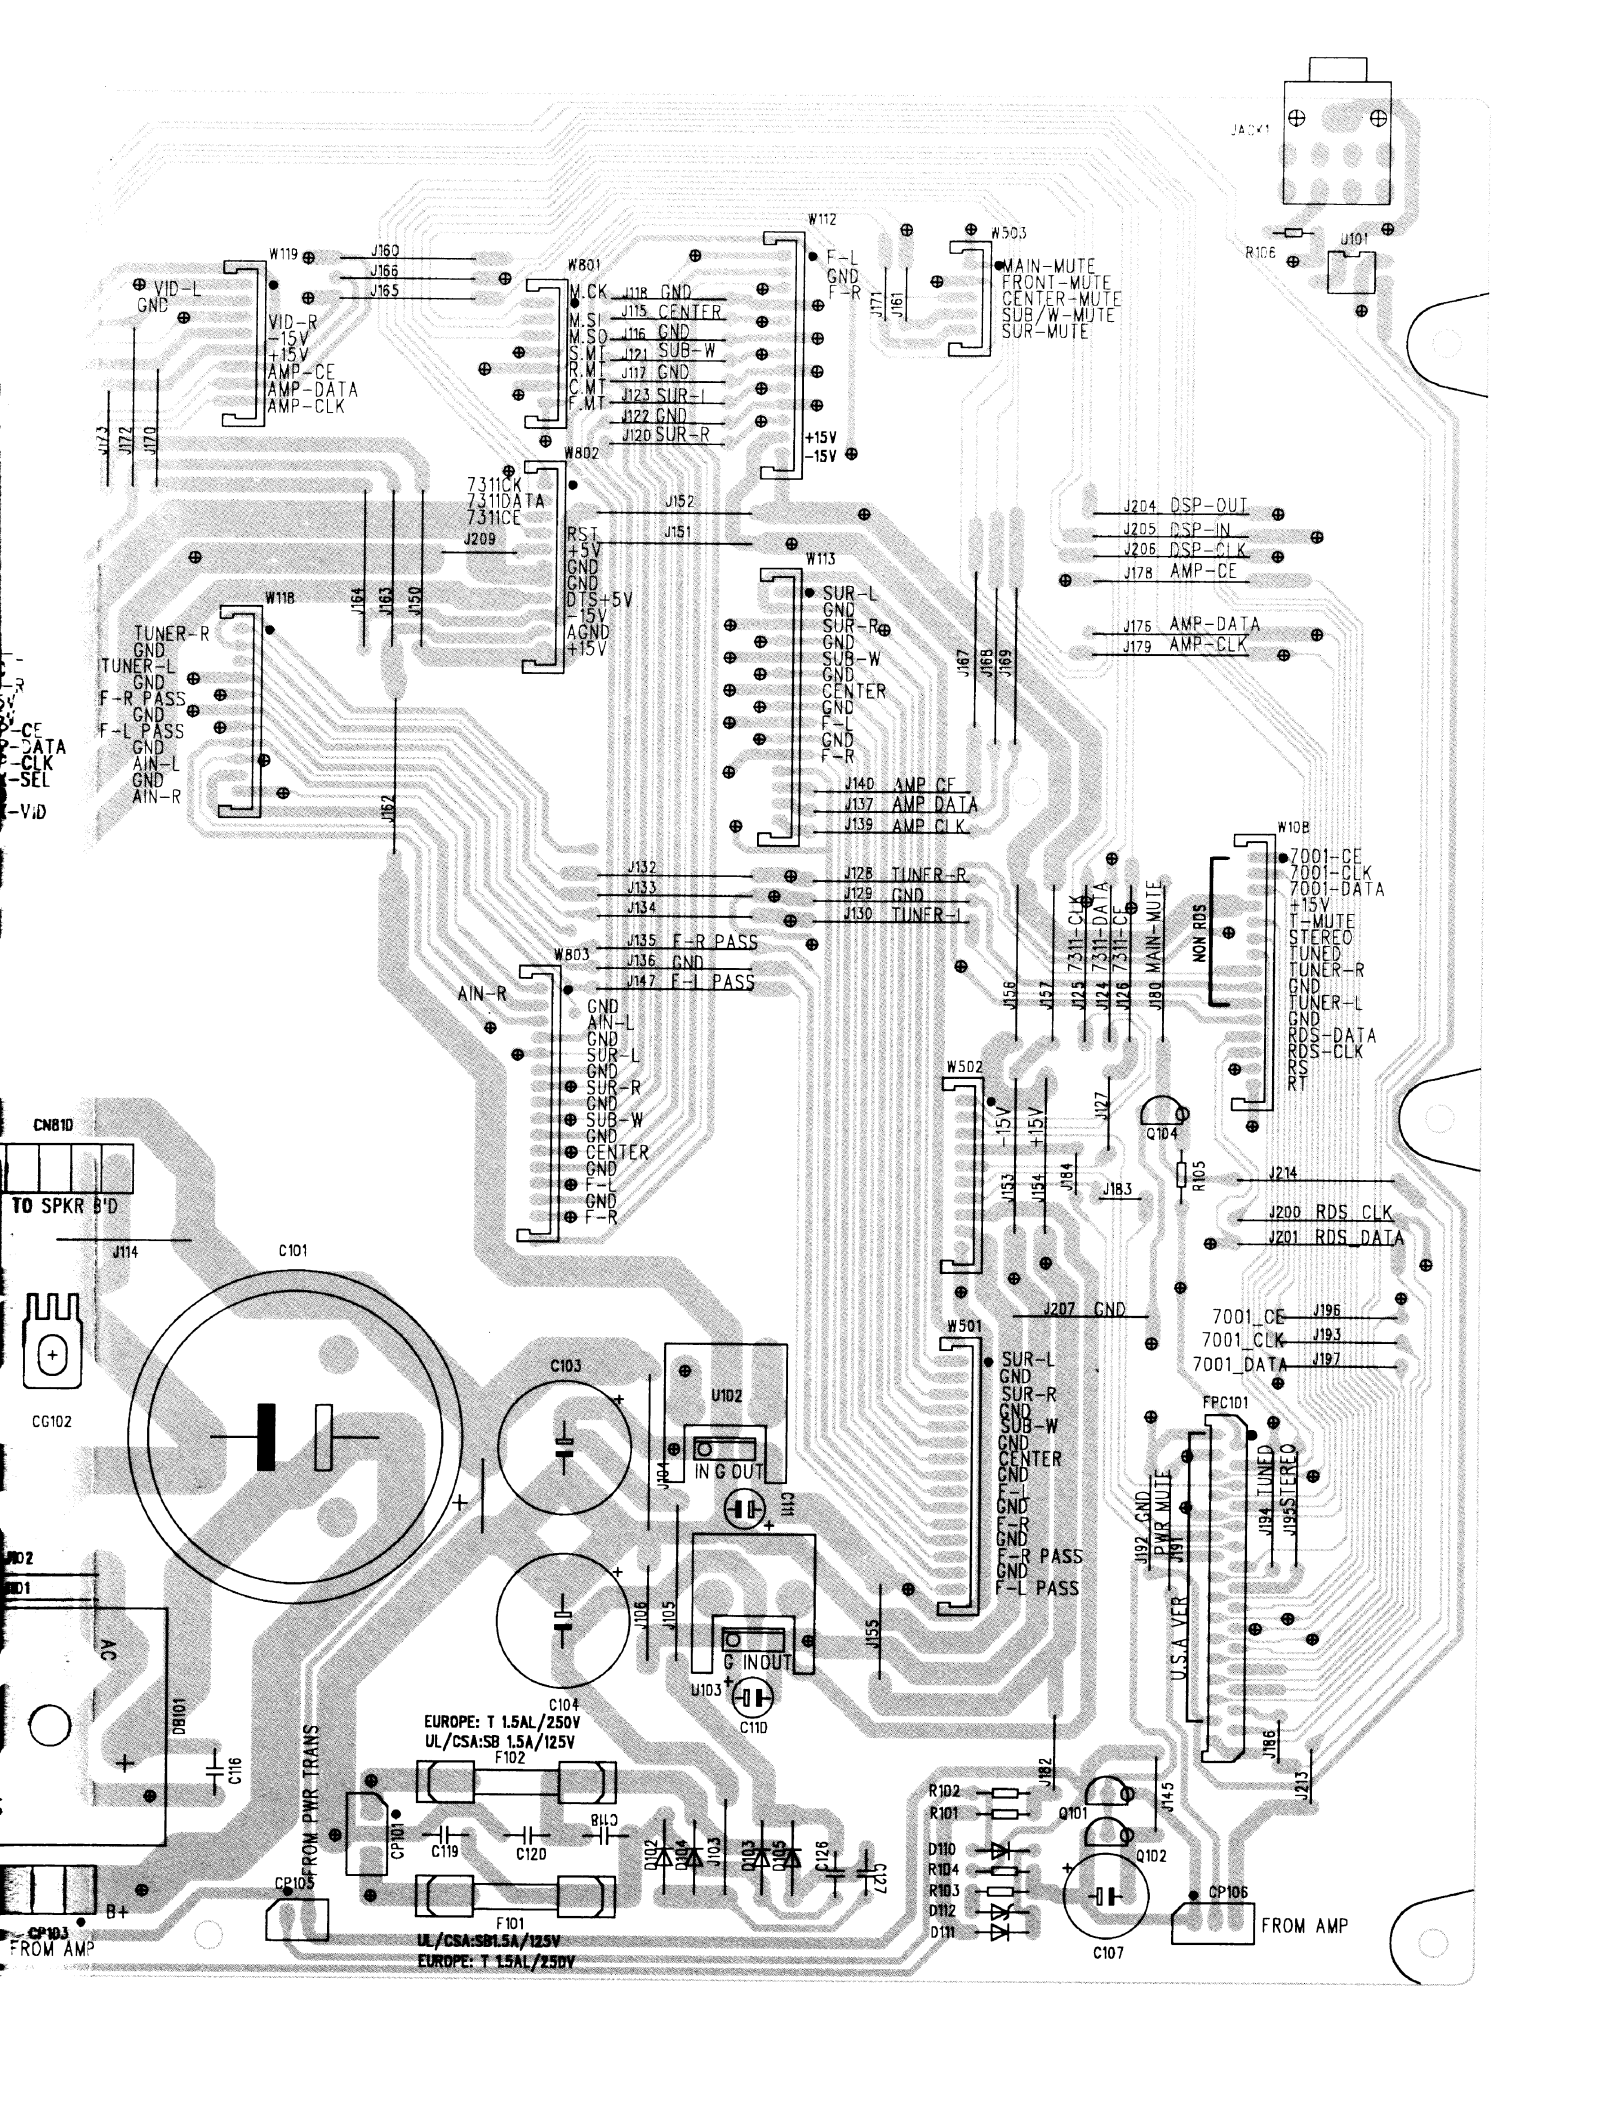 JACK1
U101
R106
W112
F-L
GND
F-R
+15V
-15V
W503
MAIN-MUTE
FRONT-MUTE
CENTER-MUTE
SUB/W-MUTE
SUR-MUTE
J171
J161
W119
J160
J166
J165
VID-L
GND
VID-R
-15V
+15V
AMP-CE
AMP-DATA
AMP-CLK
J173
J172
J170
W801
M.CK
M.SI
M.SO
S.MT
R.MT
C.MT
F.MT
J118 GND
J115 CENTER
J116 GND
J121 SUB-W
J117 GND
J123 SUR-L
J122 GND
J120 SUR-R
W802
7311CK
7311DATA
7311CE
RST
+5V
GND
GND
DTS+5V
-15V
AGND
+15V
J209
J152
J151
J164
J163
J150
J162
W113
SUR-L
GND
SUR-R
GND
SUB-W
GND
CENTER
GND
F-L
GND
F-R
J140 AMP CE
J137 AMP DATA
J139 AMP CLK
J204 DSP-OUT
J205 DSP-IN
J206 DSP-CLK
J178 AMP-CE
J176 AMP-DATA
J179 AMP-CLK
J167
J168
J169
W118
TUNER-R
GND
TUNER-L
GND
F-R PASS
GND
F-L PASS
GND
AIN-L
GND
AIN-R
-R
P-CE
P-DATA
P-CLK
-SEL
-VID
J132
J133
J134
J135 F-R PASS
J136 GND
J147 F-L PASS
J128 TUNER-R
J129 GND
J130 TUNER-L
W108
7001-CE
7001-CLK
7001-DATA
+15V
T-MUTE
STEREO
TUNED
TUNER-R
GND
TUNER-L
GND
RDS-DATA
RDS-CLK
RS
RT
NON RDS
J156
J157
J125 7311-CLK
J124 7311-DATA
J126 7311-CE
J180 MAIN-MUTE
W803
AIN-R
GND
AIN-L
GND
SUR-L
GND
SUR-R
GND
SUB-W
GND
CENTER
GND
F-L
GND
F-R
W502
J153 -15V
J154 +15V
J127
J184
J183
Q104
R105
J214
J200 RDS_CLK
J201 RDS_DATA
J207 GND
7001_CE J196
7001_CLK J193
7001_DATA J197
CN810
TO SPKR B'D
J114
C101
CG102
+
C103
+
J104
U102
IN G OUT
C111
+
W501
SUR-L
GND
SUR-R
GND
SUB-W
GND
CENTER
GND
F-L
GND
F-R
GND
F-R PASS
GND
F-L PASS
FPC101
J192 GND
J191 PWR MUTE
J194 TUNED
J195 STEREO
U.S.A VER
J186
J213
+
C104
J106
J105
U103
G IN OUT
+
C110
J155
AC
DB101
+
C116
FROM PWR TRANS
EUROPE: T 1.5AL/250V
UL/CSA:SB 1.5A/125V
F102
CP101
C119
C120
C118
D102
D104
J103
D103
D105
C126
C127
F101
UL/CSA:SB1.5A/125V
EUROPE: T 1.5AL/250V
CP105
B+
CP103
FROM AMP
J182
J145
R102
R101
D110
R104
R103
D112
D111
Q101
Q102
+
C107
CP106
FROM AMP